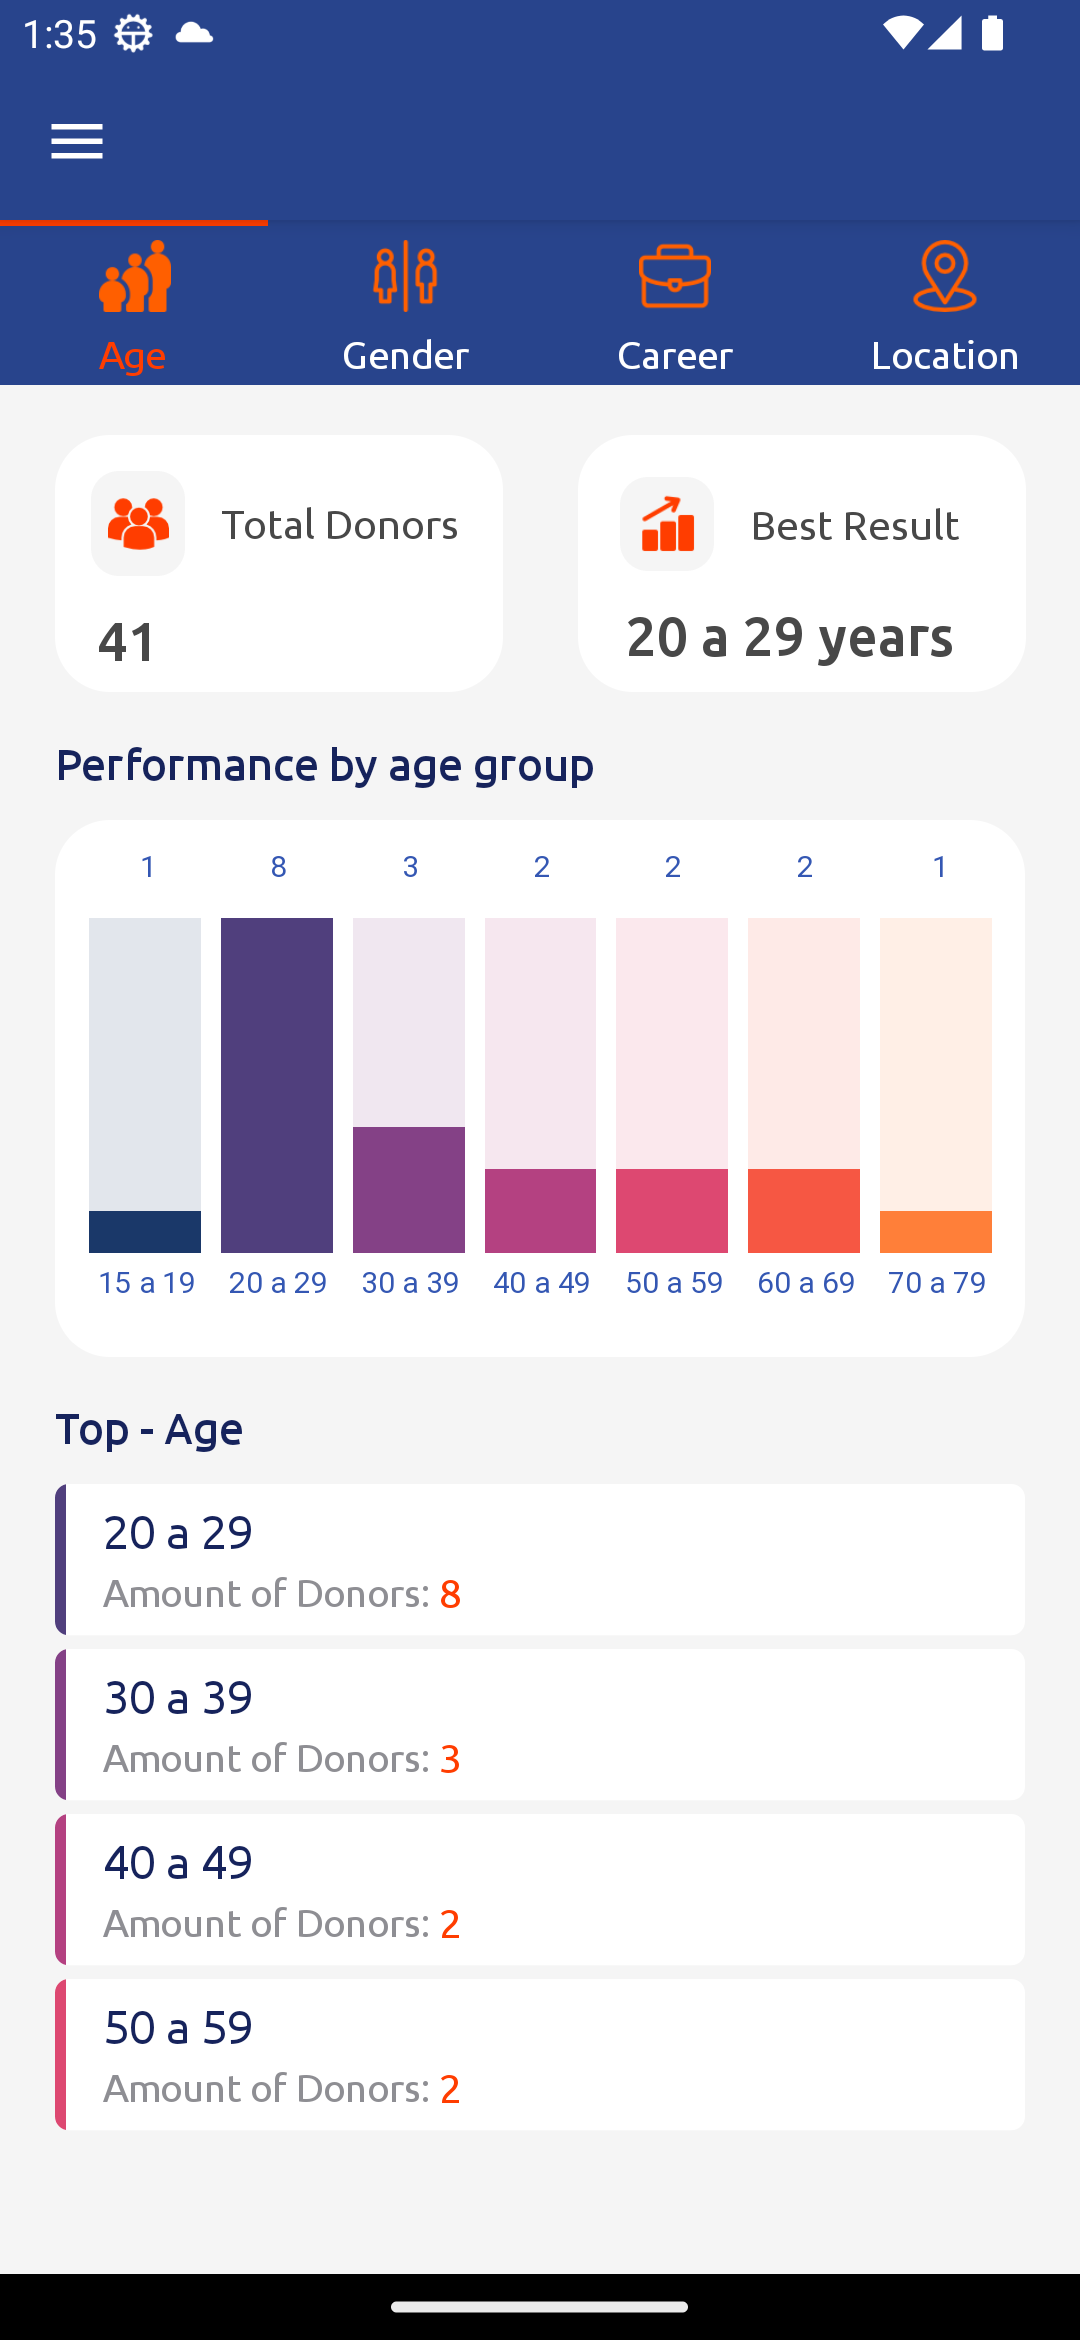 1:35
Age Gender Career Location
Total Donors
41
Best Result
20 a 29 years
Performance by age group
1 8 3 2 2 2 1
15 a 19 20 a 29 30 a 39 40 a 49 50 a 59 60 a 69 70 a 79
Top - Age
20 a 29
Amount of Donors: 8
30 a 39
Amount of Donors: 3
40 a 49
Amount of Donors: 2
50 a 59
Amount of Donors: 2